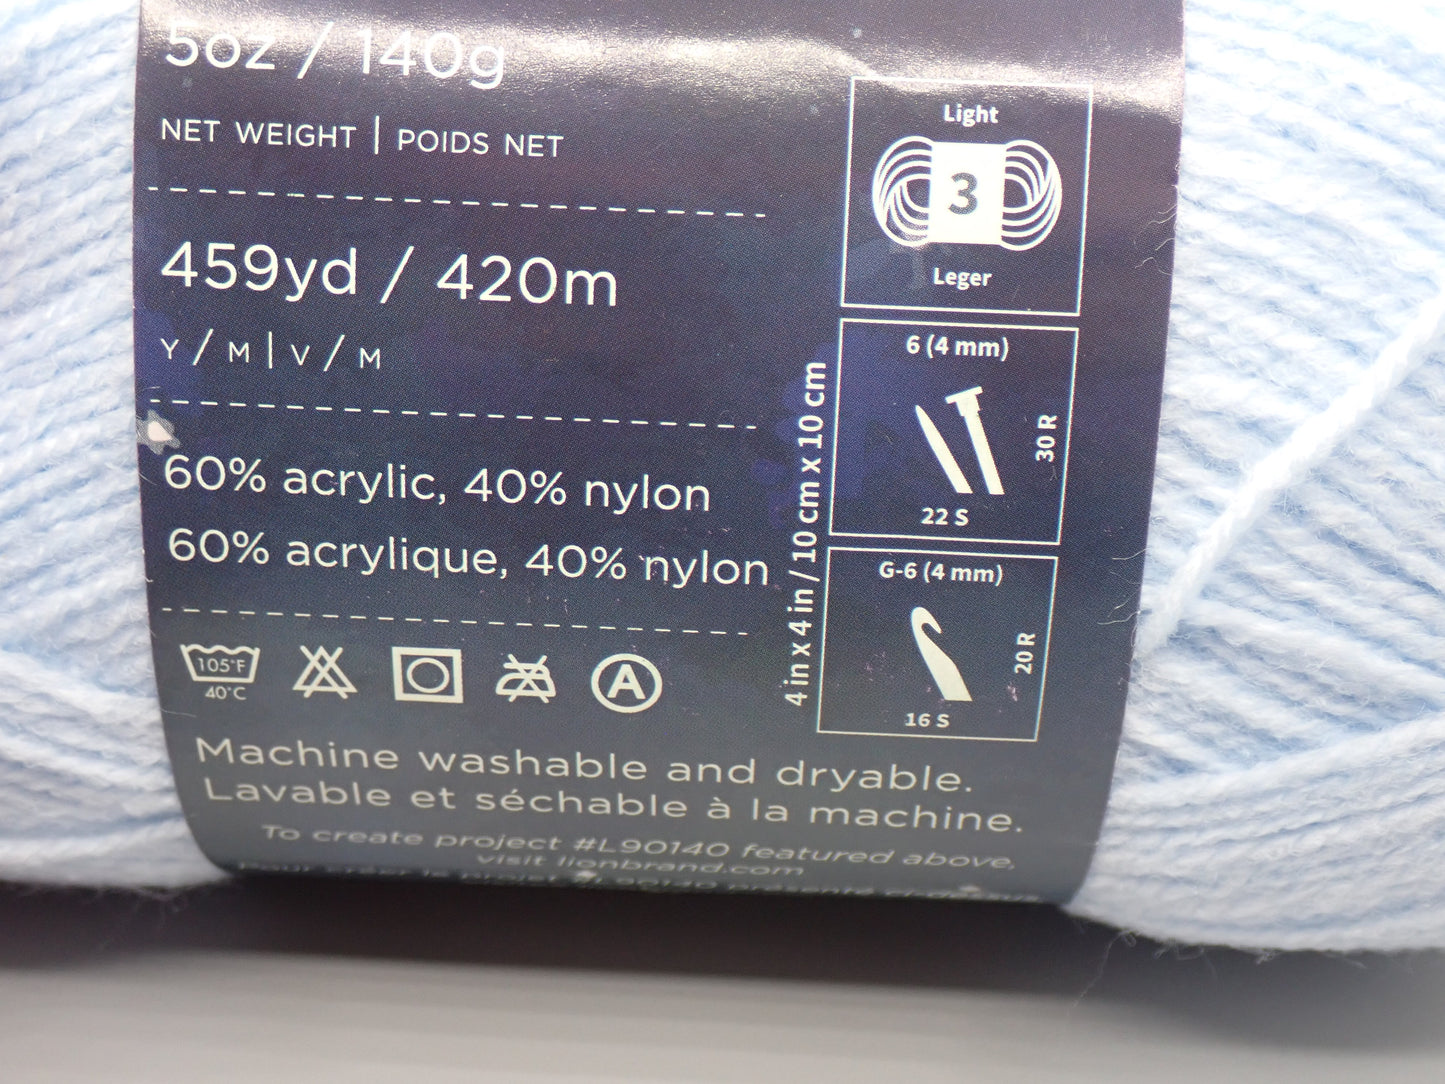 5oz / 140g
NET WEIGHT | POIDS NET
459yd / 420m
Y / M | V / M
60% acrylic, 40% nylon
60% acrylique, 40% nylon
105°F
40°C
A
Machine washable and dryable.
Lavable et séchable à la machine.
To create project #L90140 featured above,
visit lionbrand.com
Light
3
Leger
4 in x 4 in / 10 cm x 10 cm
6 (4 mm)
30 R
22 S
G-6 (4 mm)
20 R
16 S